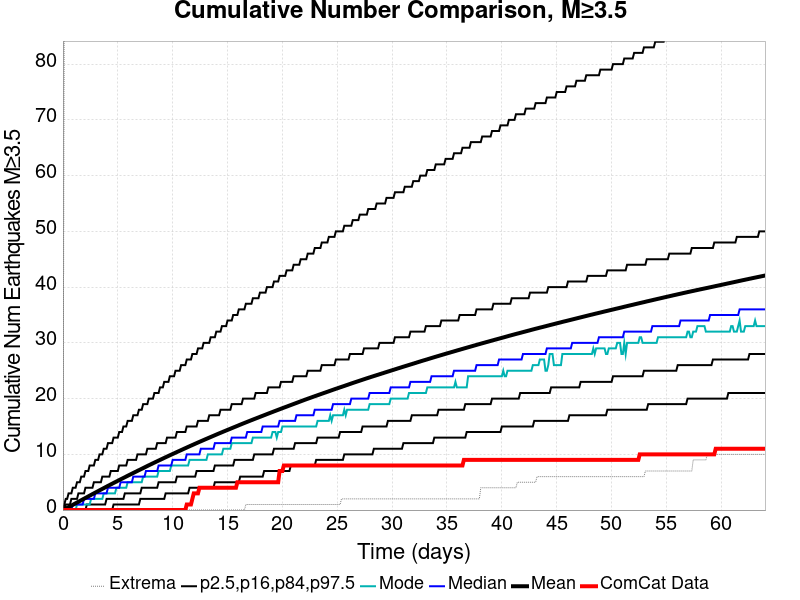 Cumulative Number Comparison, M≥3.5
Cumulative Num Earthquakes M≥3.5
80
70
60
50
40
30
20
10
0
0 5 10 15 20 25 30 35 40 45 50 55 60
Time (days)
Extrema p2.5,p16,p84,p97.5 Mode Median Mean ComCat Data